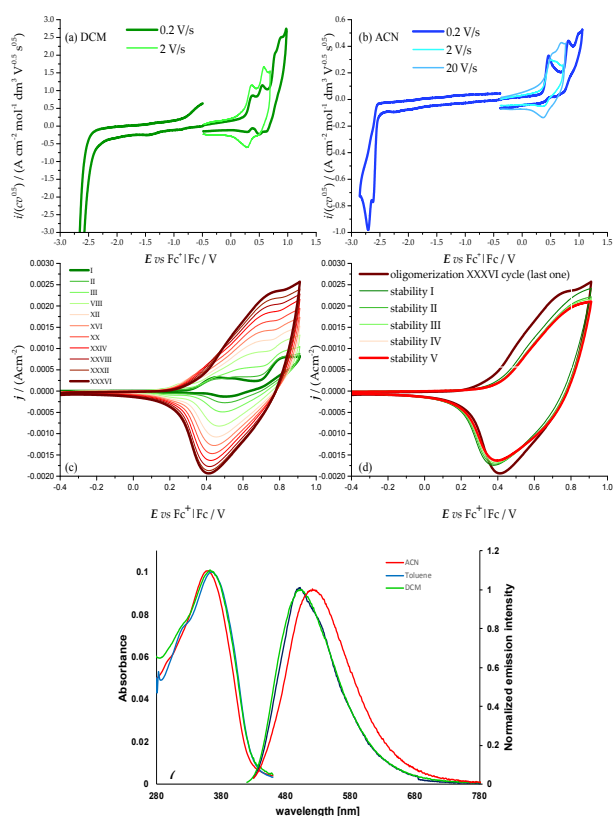 (a) DCM
0.2 V/s
2 V/s
i/(cv^0.5) / (A cm^-2 mol^-1 dm^3 V^-0.5 s^0.5)
3.0
2.5
2.0
1.5
1.0
0.5
0.0
-0.5
-1.0
-1.5
-2.0
-2.5
-3.0
-3.0 -2.5 -2.0 -1.5 -1.0 -0.5 0.0 0.5 1.0 1.5
E vs Fc+|Fc / V
(b) ACN
0.2 V/s
2 V/s
20 V/s
i/(cv^0.5) / (A cm^-2 mol^-1 dm^3 V^-0.5 s^0.5)
0.6
0.4
0.2
0.0
-0.2
-0.4
-0.6
-0.8
-1.0
-3.0 -2.5 -2.0 -1.5 -1.0 -0.5 0.0 0.5 1.0 1.5
E vs Fc+|Fc / V
0.0030
0.0025
0.0020
0.0015
0.0010
0.0005
0.0000
-0.0005
-0.0010
-0.0015
-0.0020
j / (Acm^-2)
I
II
III
VIII
XII
XVI
XX
XXIV
XXVIII
XXXII
XXXVI
(c)
-0.4 -0.2 0.0 0.2 0.4 0.6 0.8 1.0
E vs Fc+|Fc / V
0.0030
0.0025
0.0020
0.0015
0.0010
0.0005
0.0000
-0.0005
-0.0010
-0.0015
-0.0020
j / (Acm^-2)
oligomerization XXXVI cycle (last one)
stability I
stability II
stability III
stability IV
stability V
(d)
-0.4 -0.2 0.0 0.2 0.4 0.6 0.8 1.0
E vs Fc+|Fc / V
Absorbance
0.1
0.08
0.06
0.04
0.02
0
ACN
Toluene
DCM
1.2
1
0.8
0.6
0.4
0.2
0
Normalized emission intensity
280 380 480 580 680 780
wavelength [nm]